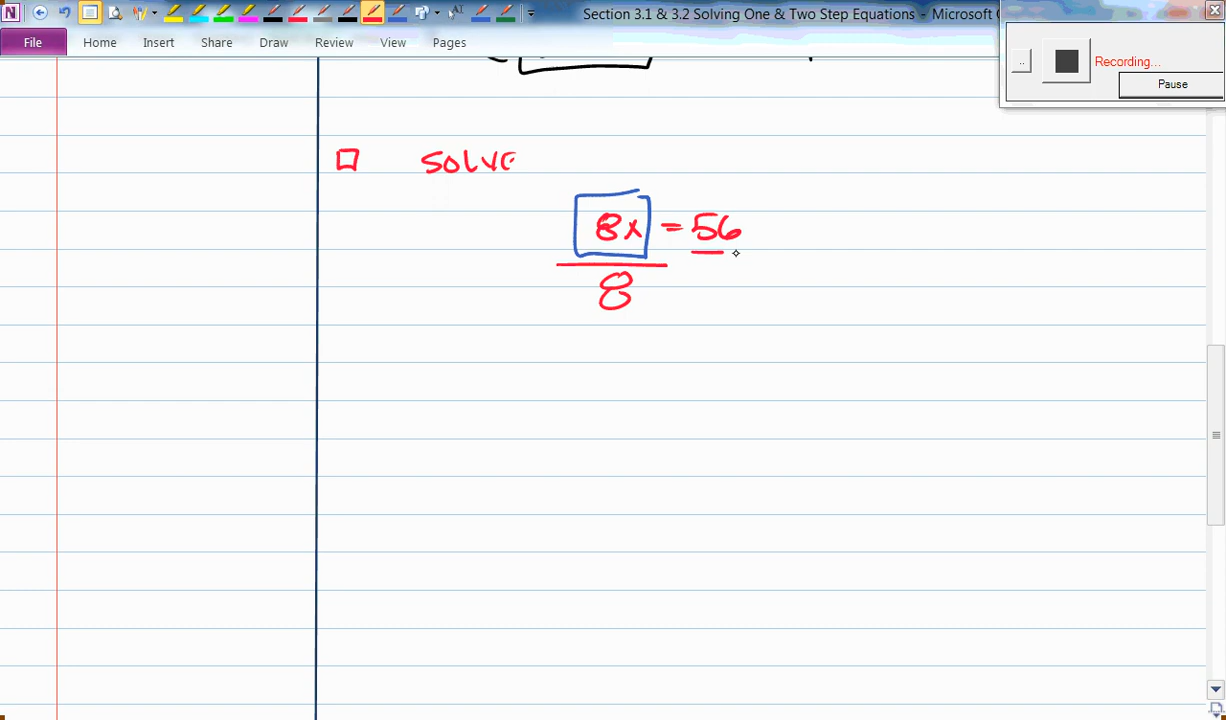 Section 3.1 & 3.2 Solving One & Two Step Equations - Microsoft
File Home Insert Share Draw Review View Pages
Recording...
..
Pause
SOLVE
8x = 56
8